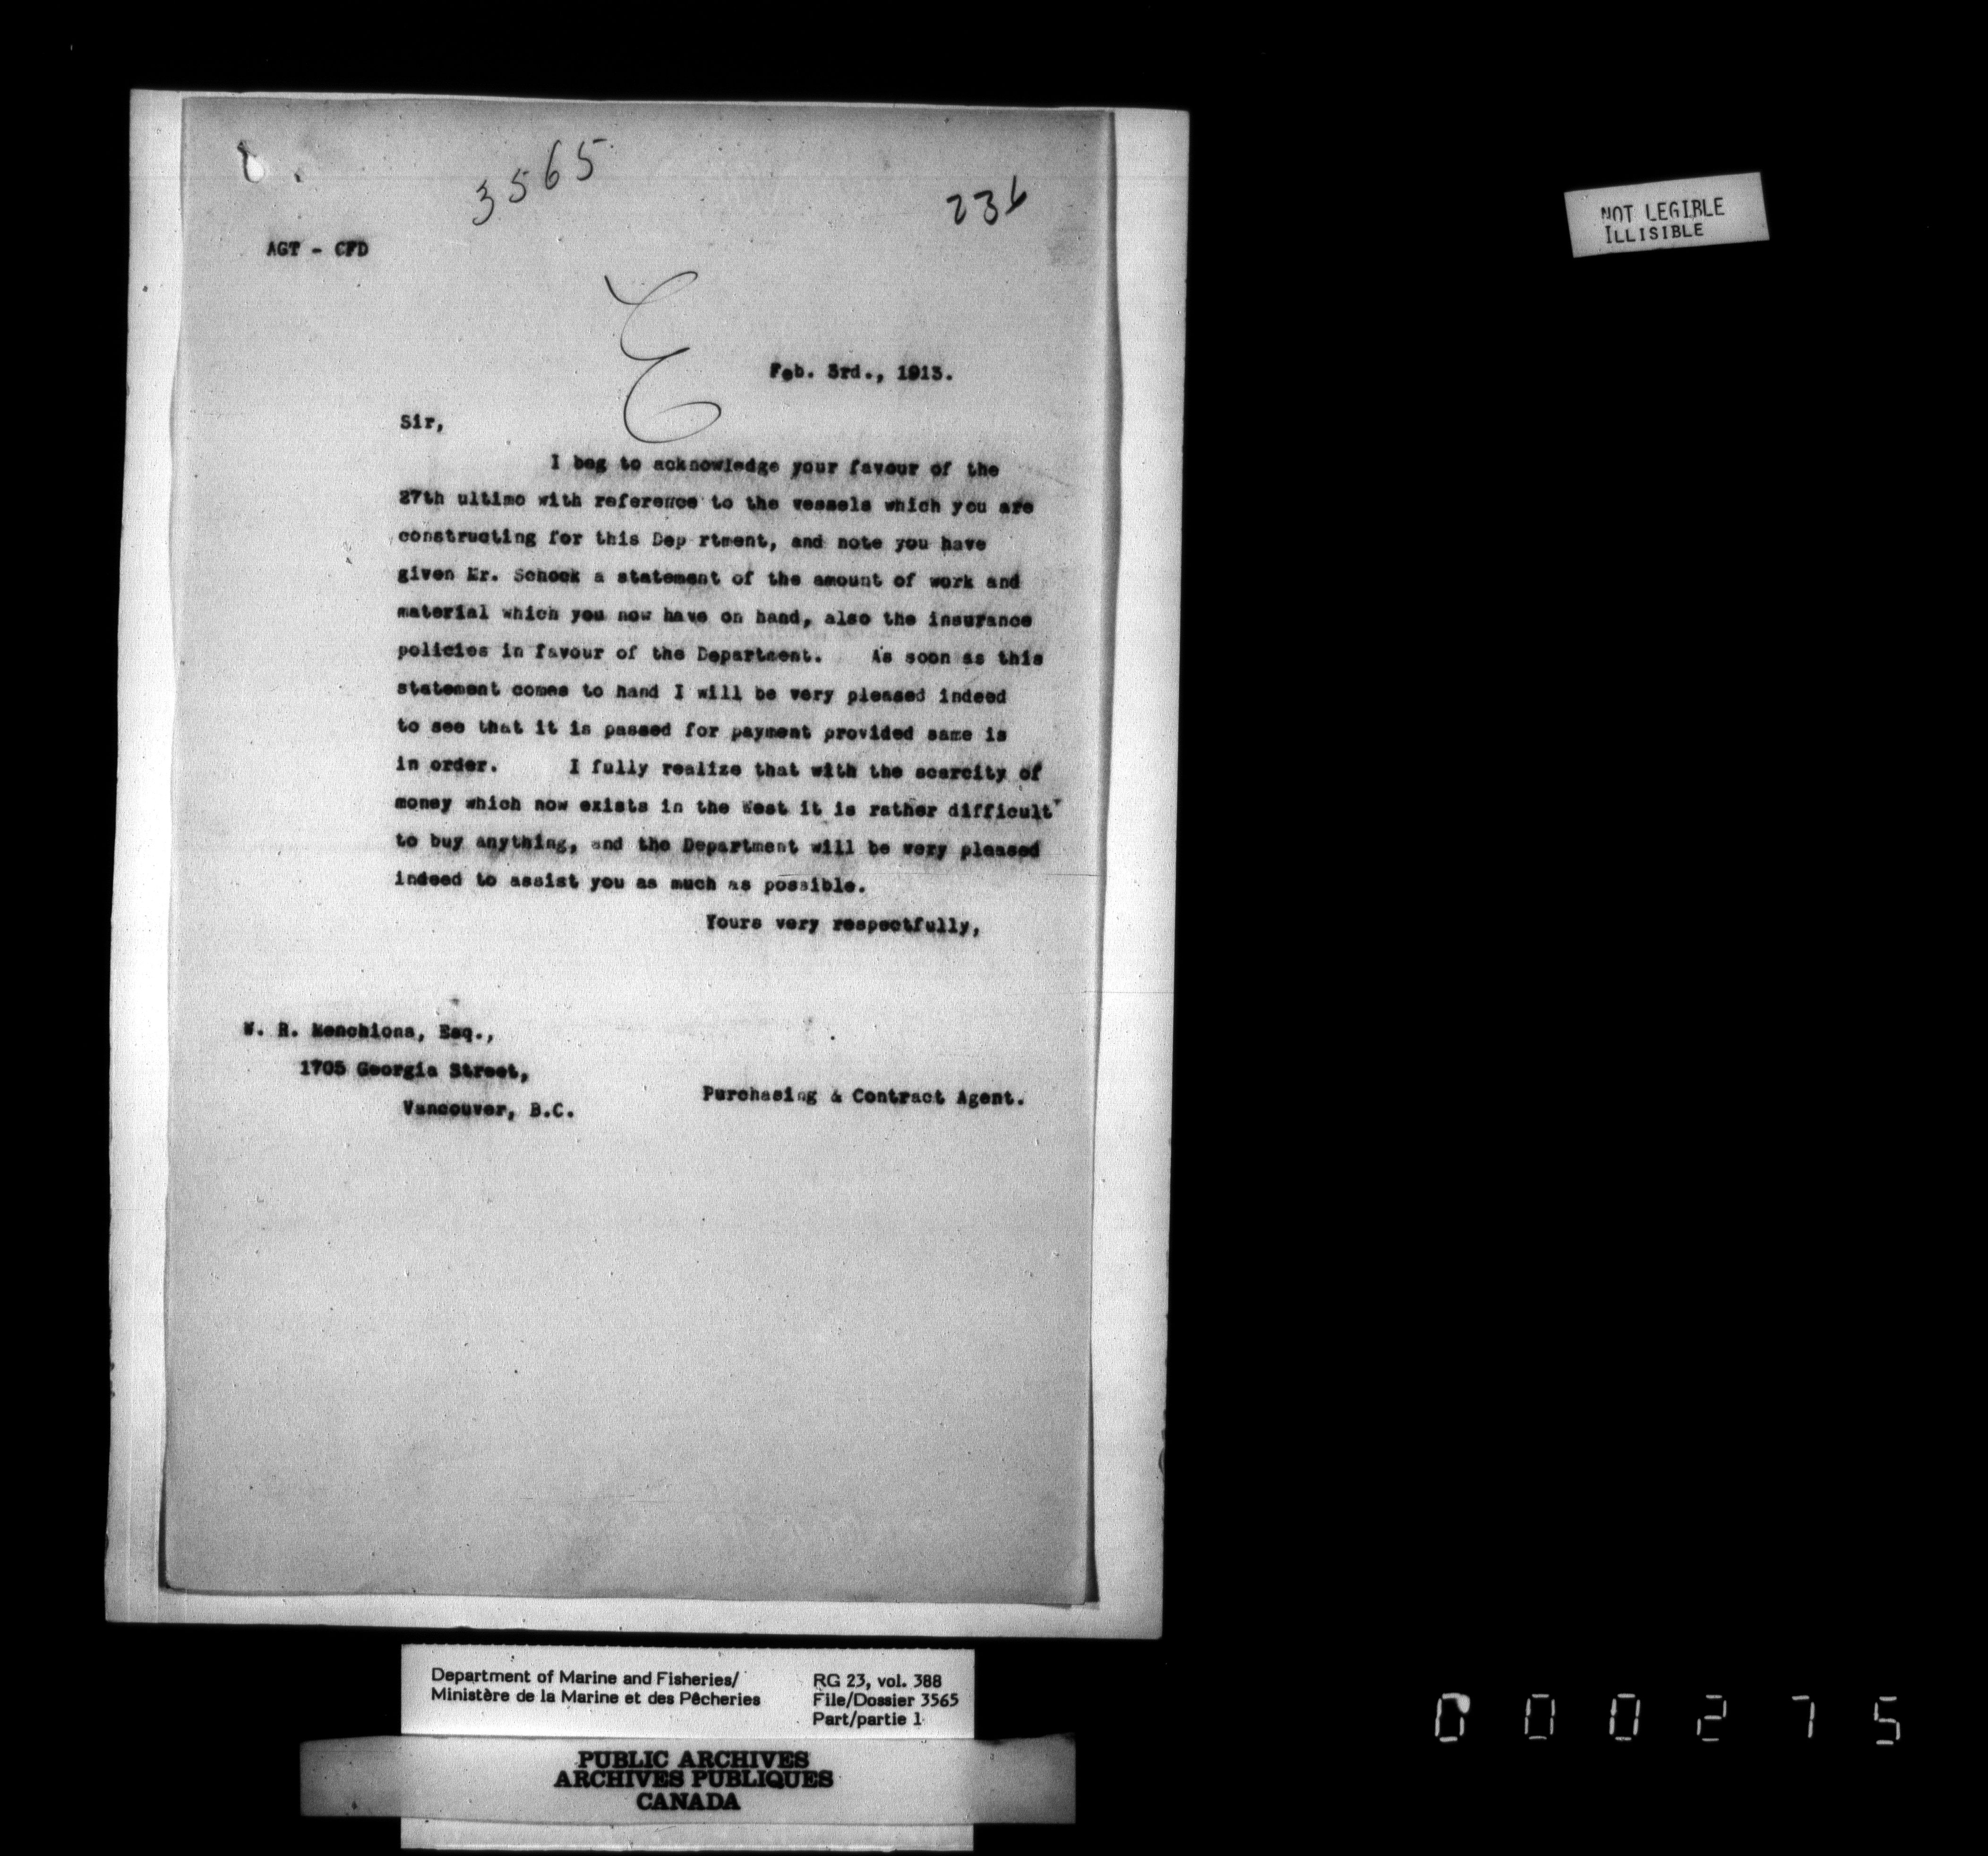 3565
236
AGT - CFD
E
Feb. 3rd., 1913.
Sir,
I beg to acknowledge your favour of the
27th ultimo with reference to the vessels which you are
constructing for this Dep rtment, and note you have
given Mr. Schock a statement of the amount of work and
material which you now have on hand, also the insurance
policies in favour of the Department. As soon as this
statement comes to hand I will be very pleased indeed
to see that it is passed for payment provided same is
in order. I fully realize that with the scarcity of
money which now exists in the West it is rather difficult
to buy anything, and the Department will be very pleased
indeed to assist you as much as possible.
Yours very respectfully,
W. R. Menchions, Esq.,
1705 Georgia Street,
Vancouver, B.C.
Purchasing & Contract Agent.
NOT LEGIBLE
ILLISIBLE
Department of Marine and Fisheries/
Ministère de la Marine et des Pêcheries
RG 23, vol. 388
File/Dossier 3565
Part/partie 1
PUBLIC ARCHIVES
ARCHIVES PUBLIQUES
CANADA
000275